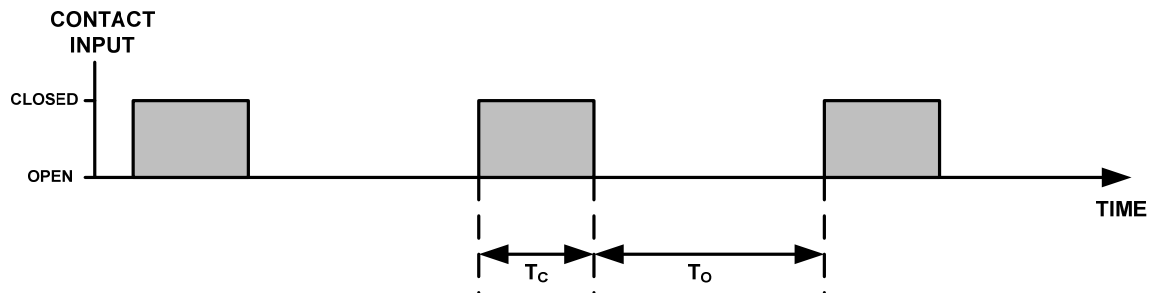 CONTACT
INPUT
CLOSED
OPEN
TIME
TC
TO